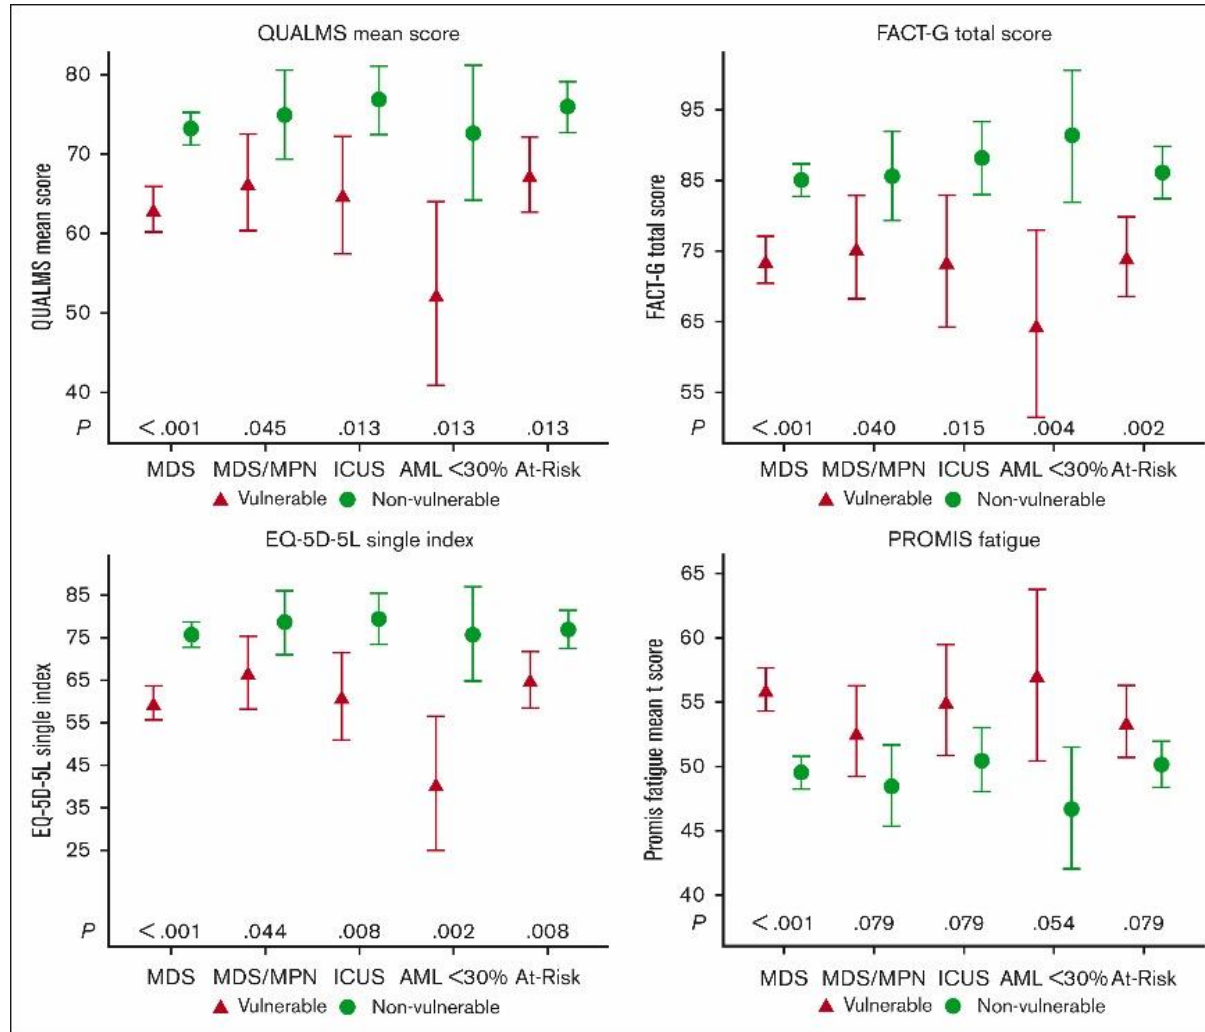 QUALMS mean score
QUALMS mean score
80
70
60
50
40
P <.001 .045 .013 .013 .013
MDS MDS/MPN ICUS AML <30% At-Risk
Vulnerable Non-vulnerable
FACT-G total score
FACT-G total score
95
85
75
65
55
P <.001 .040 .015 .004 .002
MDS MDS/MPN ICUS AML <30% At-Risk
Vulnerable Non-vulnerable
EQ-5D-5L single index
EQ-5D-5L single index
85
75
65
55
45
35
25
P <.001 .044 .008 .002 .008
MDS MDS/MPN ICUS AML <30% At-Risk
Vulnerable Non-vulnerable
PROMIS fatigue
Promis fatigue mean t score
65
60
55
50
45
40
P <.001 .079 .079 .054 .079
MDS MDS/MPN ICUS AML <30% At-Risk
Vulnerable Non-vulnerable